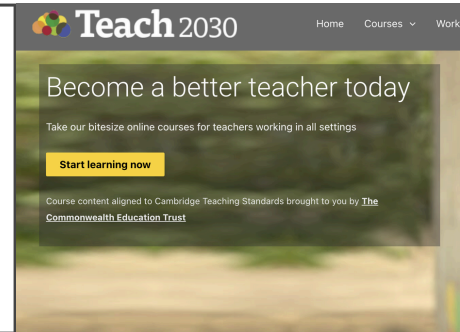 Teach 2030
Home Courses Work
Become a better teacher today
Take our bitesize online courses for teachers working in all settings
Start learning now
Course content aligned to Cambridge Teaching Standards brought to you by The
Commonwealth Education Trust